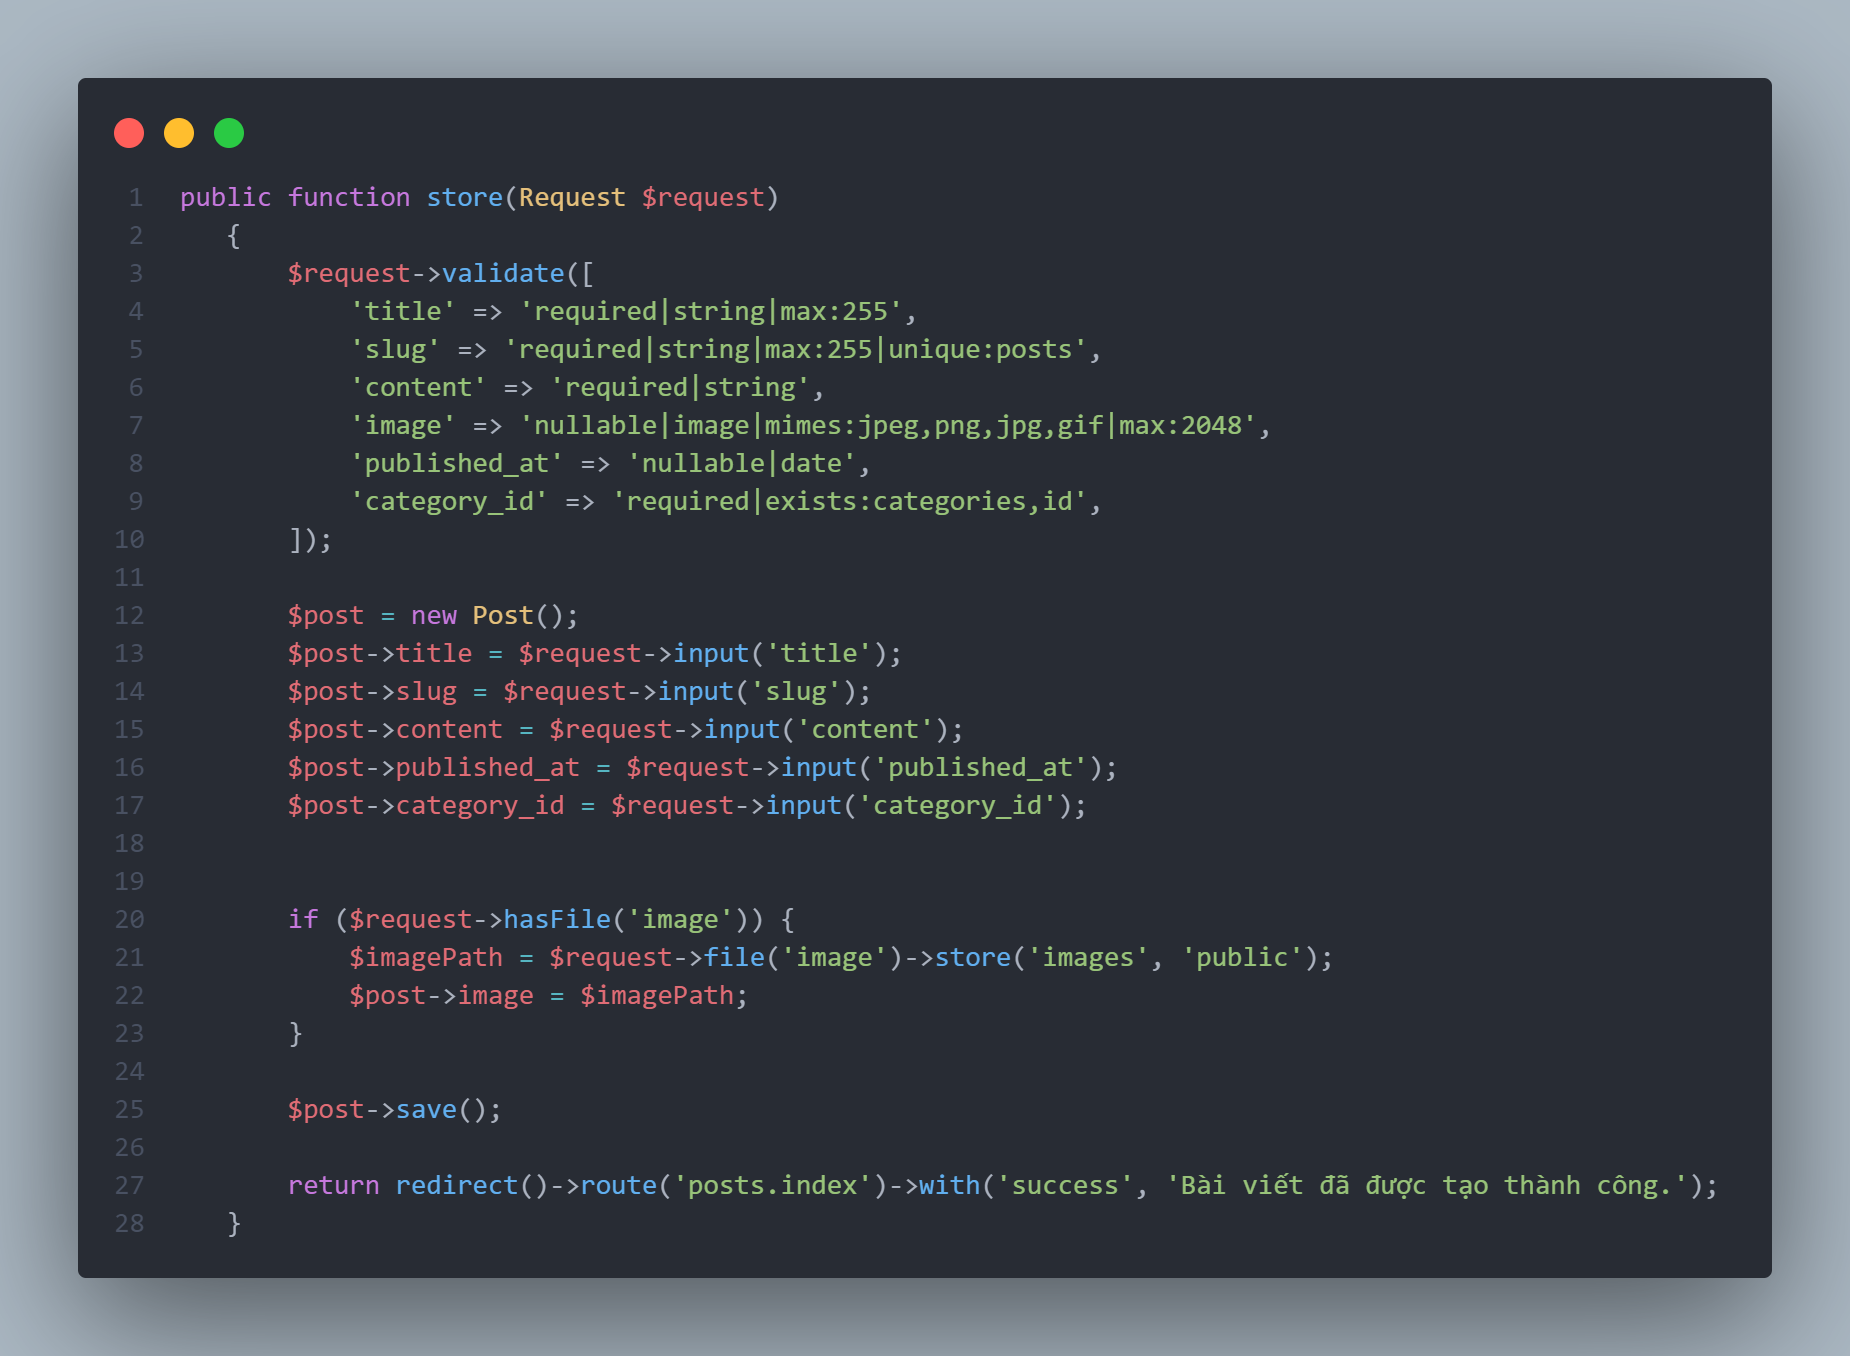 1 public function store(Request $request)
2    {
3        $request->validate([
4            'title' => 'required|string|max:255',
5            'slug' => 'required|string|max:255|unique:posts',
6            'content' => 'required|string',
7            'image' => 'nullable|image|mimes:jpeg,png,jpg,gif|max:2048',
8            'published_at' => 'nullable|date',
9            'category_id' => 'required|exists:categories,id',
10        ]);
11
12        $post = new Post();
13        $post->title = $request->input('title');
14        $post->slug = $request->input('slug');
15        $post->content = $request->input('content');
16        $post->published_at = $request->input('published_at');
17        $post->category_id = $request->input('category_id');
18
19
20        if ($request->hasFile('image')) {
21            $imagePath = $request->file('image')->store('images', 'public');
22            $post->image = $imagePath;
23        }
24
25        $post->save();
26
27        return redirect()->route('posts.index')->with('success', 'Bài viết đã được tạo thành công.');
28    }